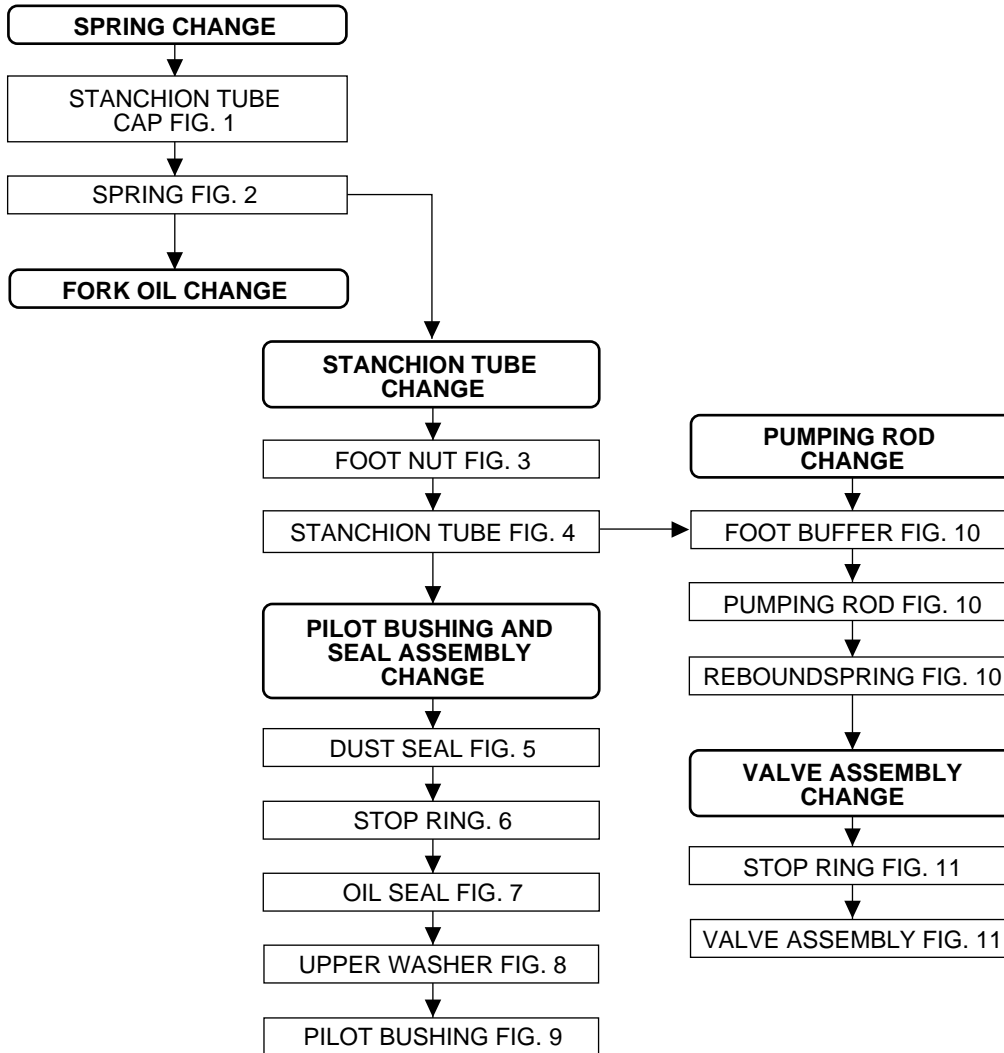 SPRING CHANGE
STANCHION TUBE
CAP FIG. 1
SPRING FIG. 2
FORK OIL CHANGE
STANCHION TUBE
CHANGE
FOOT NUT FIG. 3
STANCHION TUBE FIG. 4
PILOT BUSHING AND
SEAL ASSEMBLY
CHANGE
DUST SEAL FIG. 5
STOP RING. 6
OIL SEAL FIG. 7
UPPER WASHER FIG. 8
PILOT BUSHING FIG. 9
PUMPING ROD
CHANGE
FOOT BUFFER FIG. 10
PUMPING ROD FIG. 10
REBOUNDSPRING FIG. 10
VALVE ASSEMBLY
CHANGE
STOP RING FIG. 11
VALVE ASSEMBLY FIG. 11